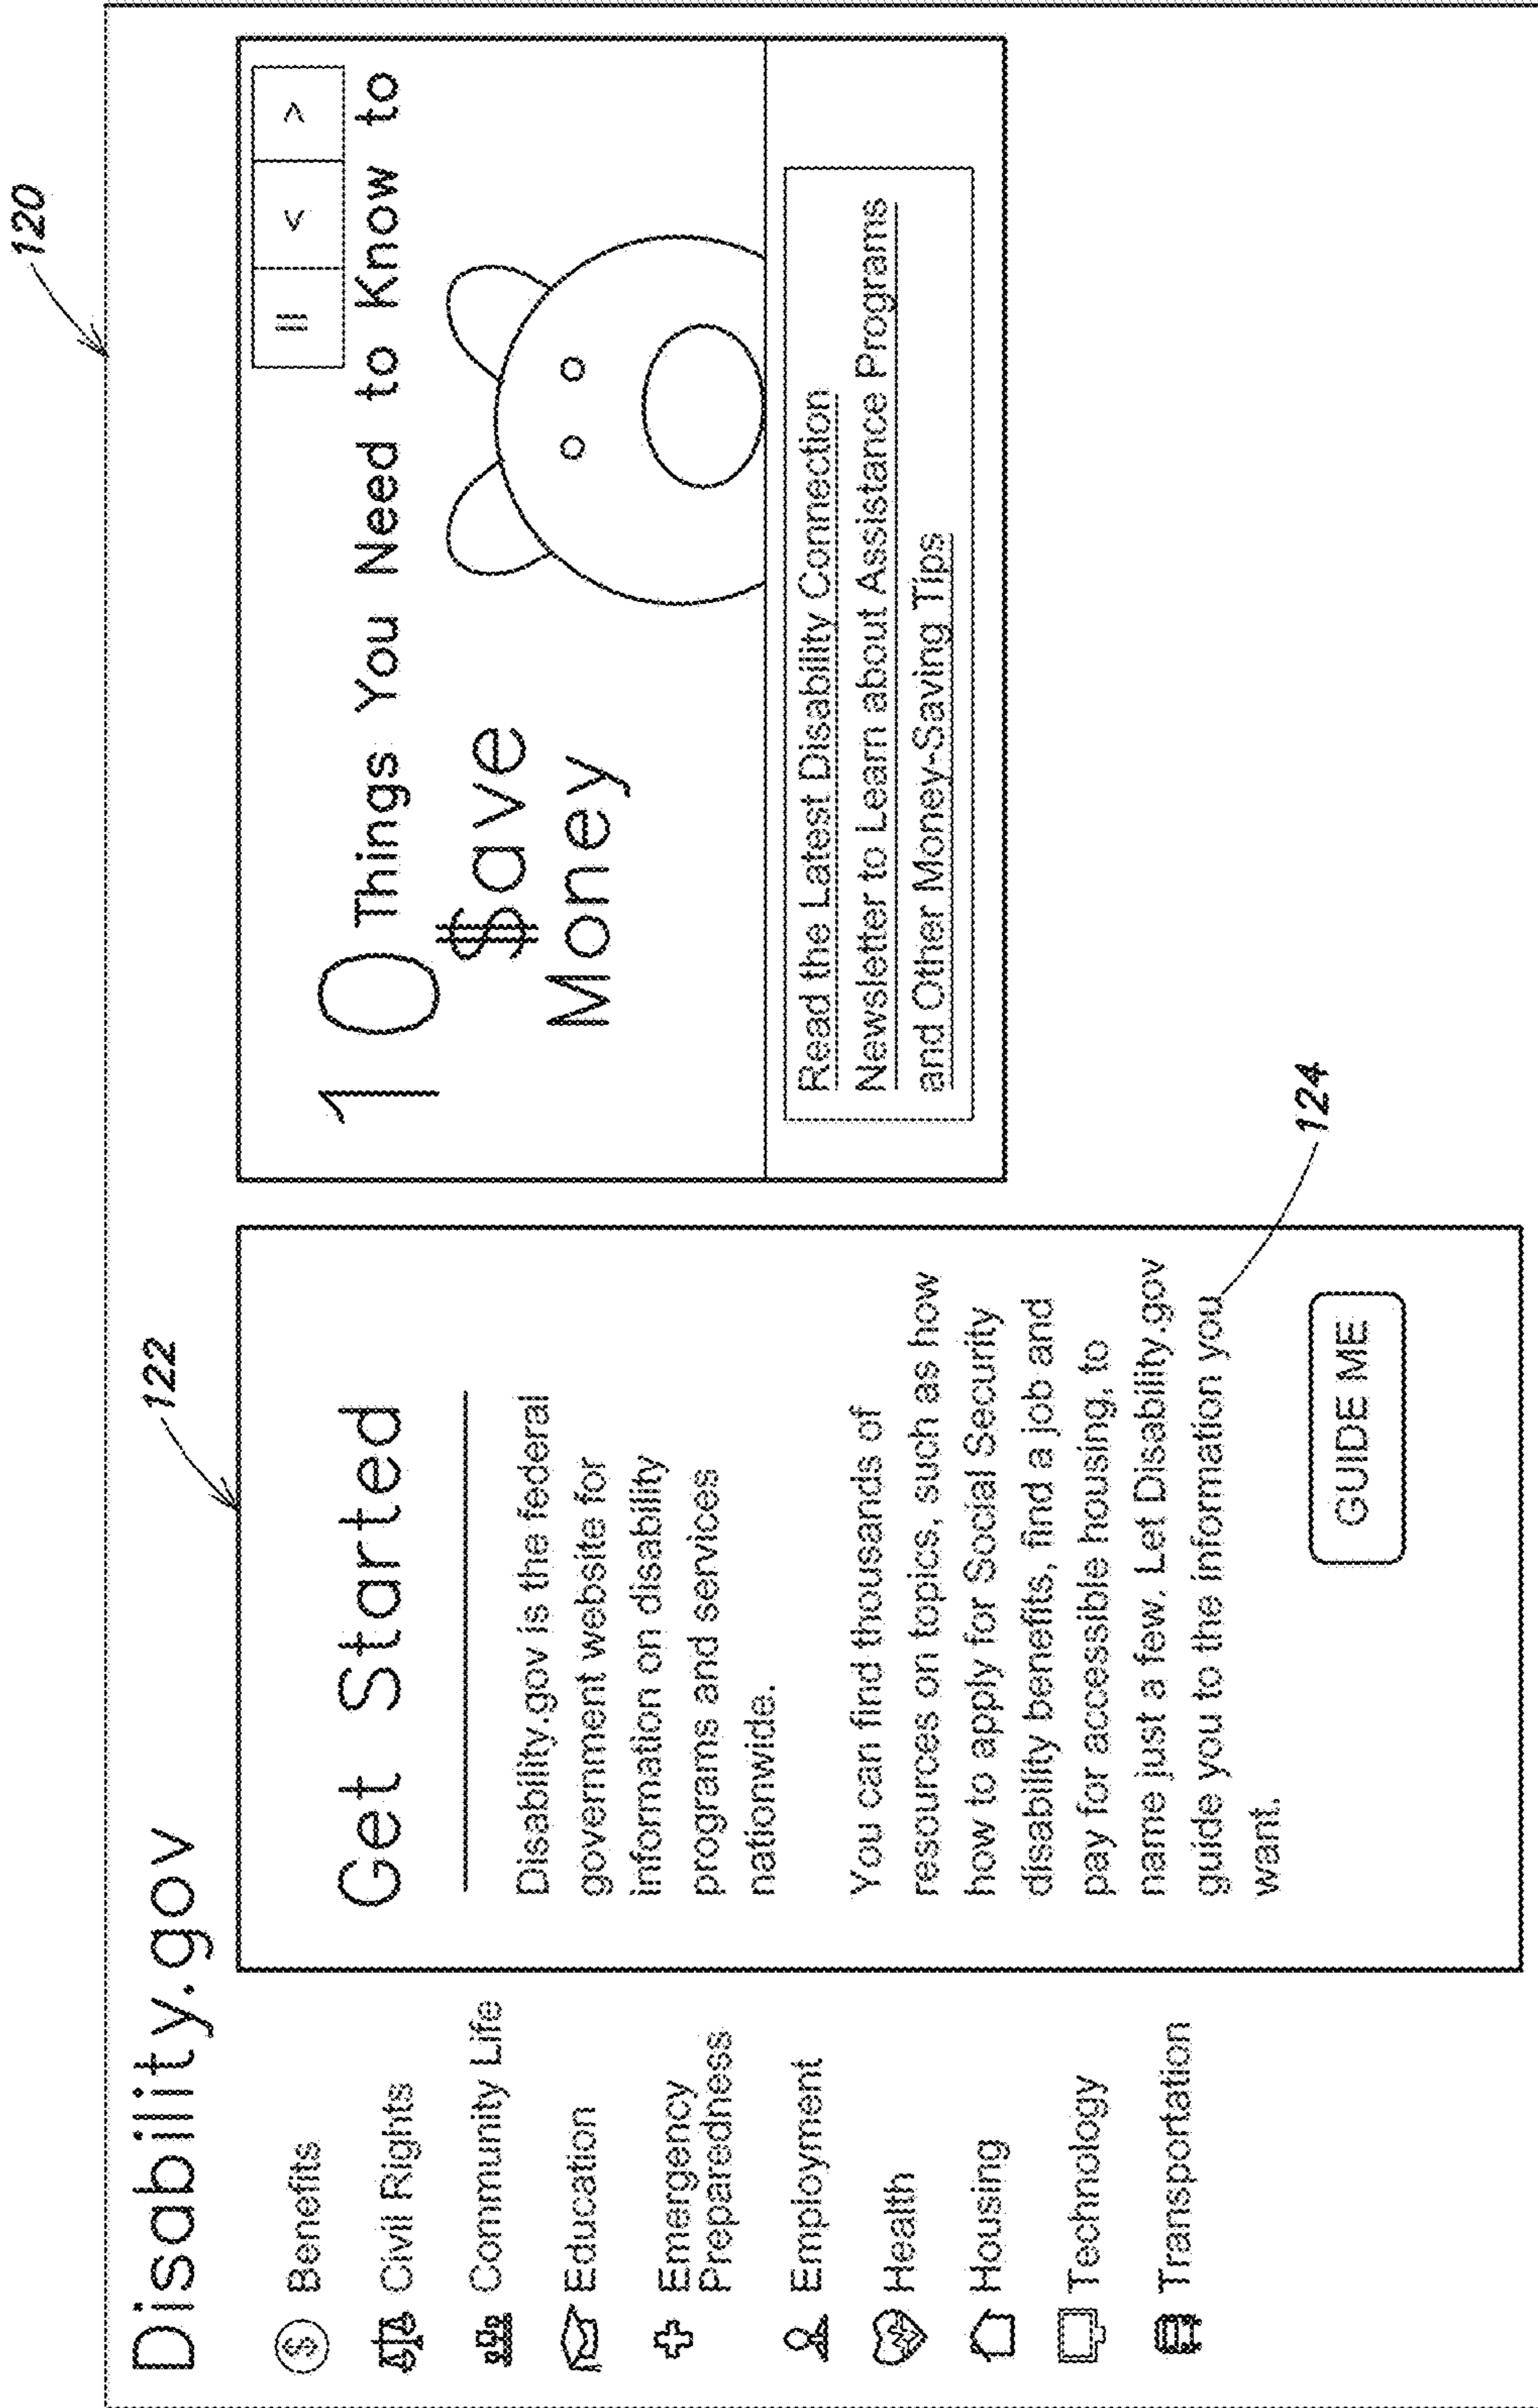 120
Disability.gov
Benefits
Civil Rights
Community Life
Education
Emergency
Preparedness
Employment
Health
Housing
Technology
Transportation
122
Get Started
Disability.gov is the federal
government website for
information on disability
programs and services
nationwide.
You can find thousands of
resources on topics, such as how
how to apply for Social Security
disability benefits, find a job and
pay for accessible housing, to
name just a few. Let Disability.gov
guide you to the information you
want.
124
GUIDE ME
|| < >
10 Things You Need to Know to
$ave
Money
Read the Latest Disability Connection
Newsletter to Learn about Assistance Programs
and Other Money-Saving Tips